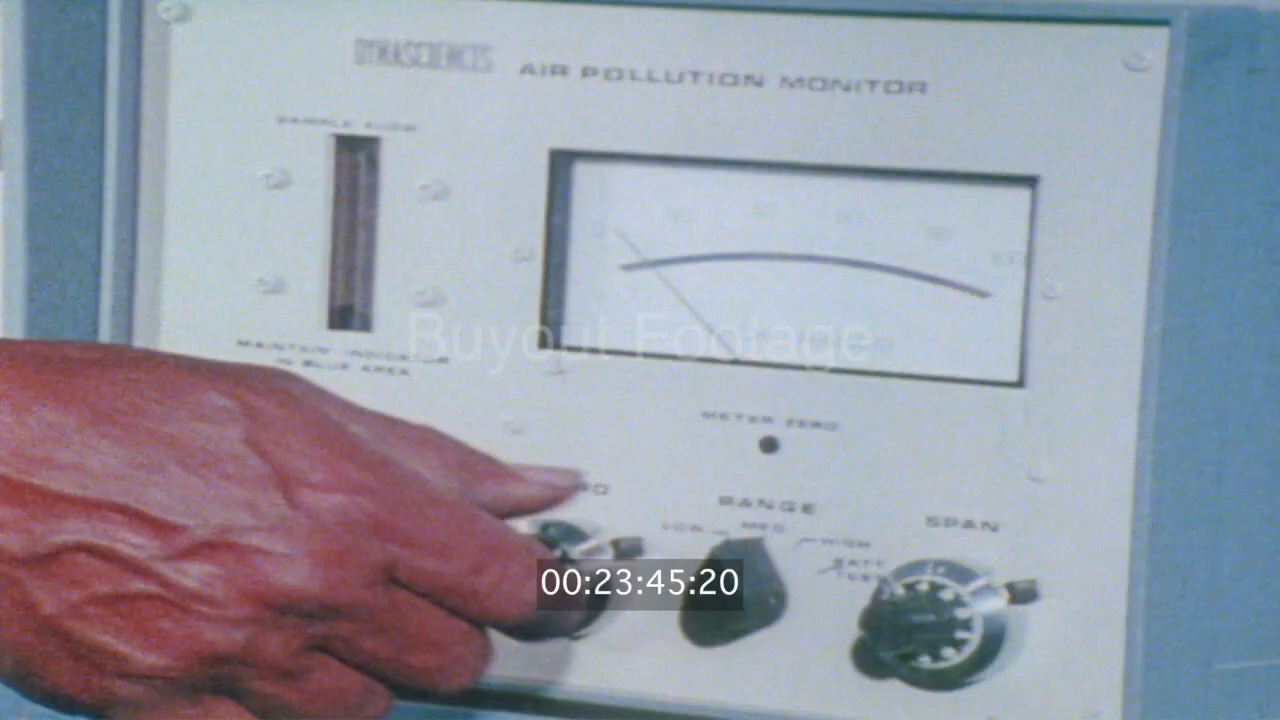 DYNASCIENCES AIR POLLUTION MONITOR
SAMPLE FLOW
MAINTAIN INDICATOR
IN BLUE AREA
Buyout Footage
METER ZERO
RANGE
LOW MED HIGH
BATT
TEST
SPAN
00:23:45:20